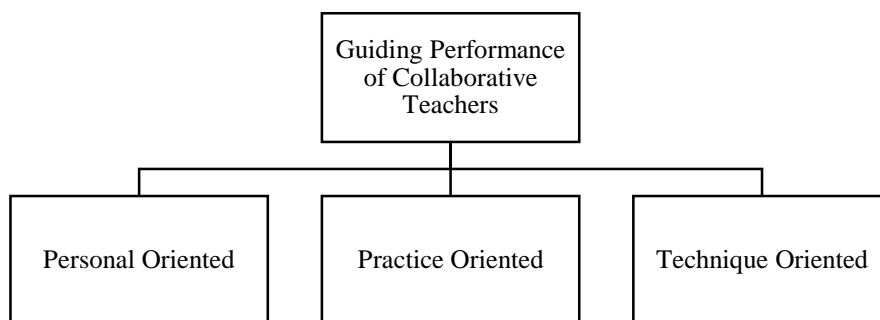 Guiding Performance
of Collaborative
Teachers
Personal Oriented
Practice Oriented
Technique Oriented